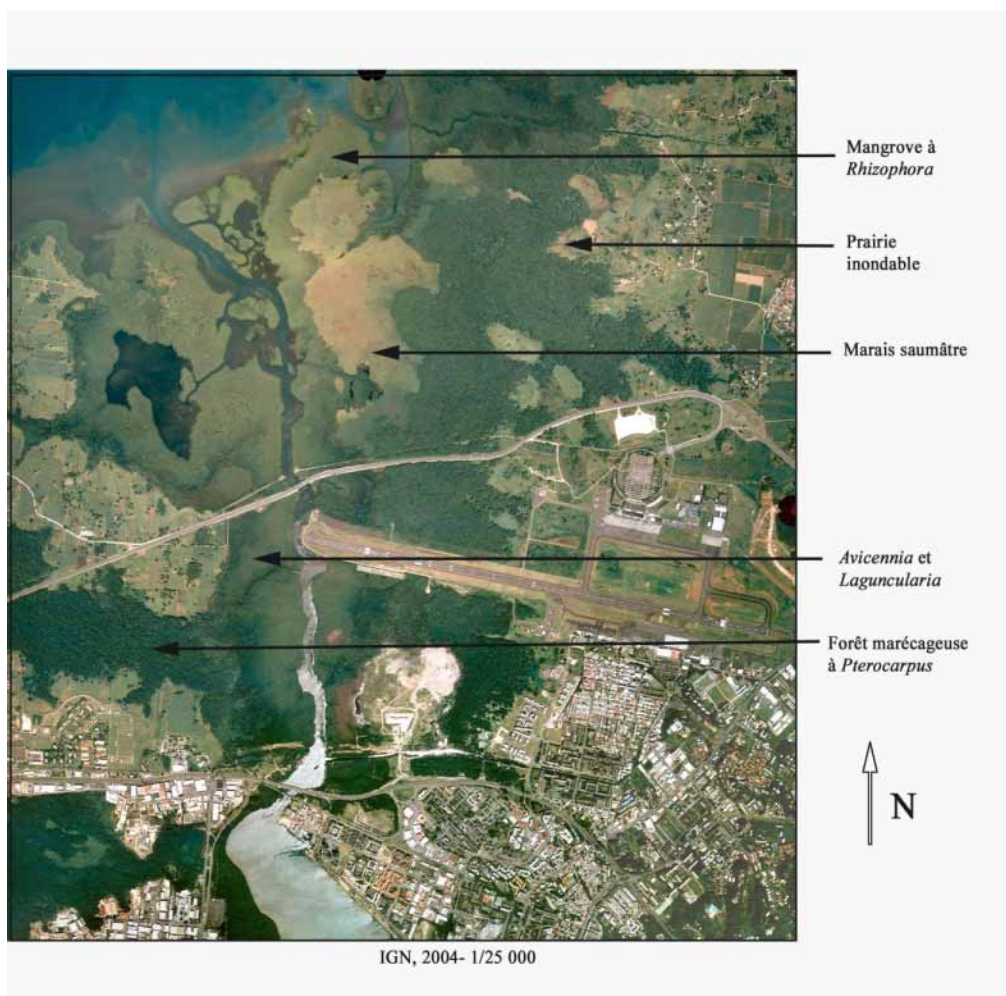 Mangrove à
Rhizophora
Prairie
inondable
Marais saumâtre
Avicennia et
Laguncularia
Forêt marécageuse
à Pterocarpus
N
IGN, 2004- 1/25 000